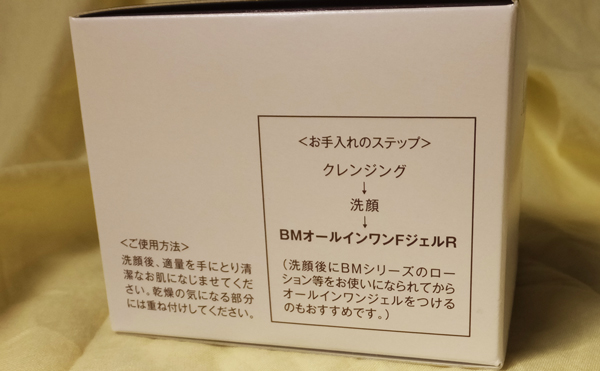 <お手入れのステップ>
クレンジング
↓
洗顔
↓
BMオールインワンFジェルR
(洗顔後にBMシリーズのロー
ション等をお使いになられてから
オールインワンジェルをつける
のもおすすめです。)
<ご使用方法>
洗顔後、適量を手にとり清
潔なお肌になじませてくだ
さい。乾燥の気になる部分
には重ね付けしてください。